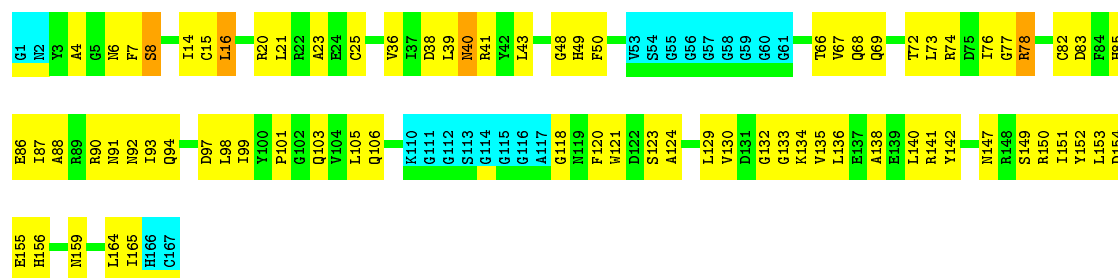 G1 N2 Y3 A4 G5 N6 F7 S8 I14 C15 L16 R20 L21 R22 A23 E24 C25 V36 I37 D38 L39 N40 R41 Y42 L43 G48 H49 F50 V53 S54 G55 G56 G57 G58 G59 G60 G61 T66 V67 Q68 Q69 T72 L73 R74 D75 I76 G77 R78 C82 D83 F84 H85
E86 I87 A88 R89 R90 N91 N92 I93 Q94 D97 L98 I99 Y100 P101 G102 Q103 V104 L105 Q106 K110 G111 G112 S113 G114 G115 G116 A117 G118 N119 F120 W121 D122 S123 A124 L129 V130 D131 G132 G133 K134 V135 L136 E137 A138 E139 L140 R141 Y142 N147 R148 S149 R150 I151 Y152 L153
E155 H156 N159 L164 I165 H166 C167